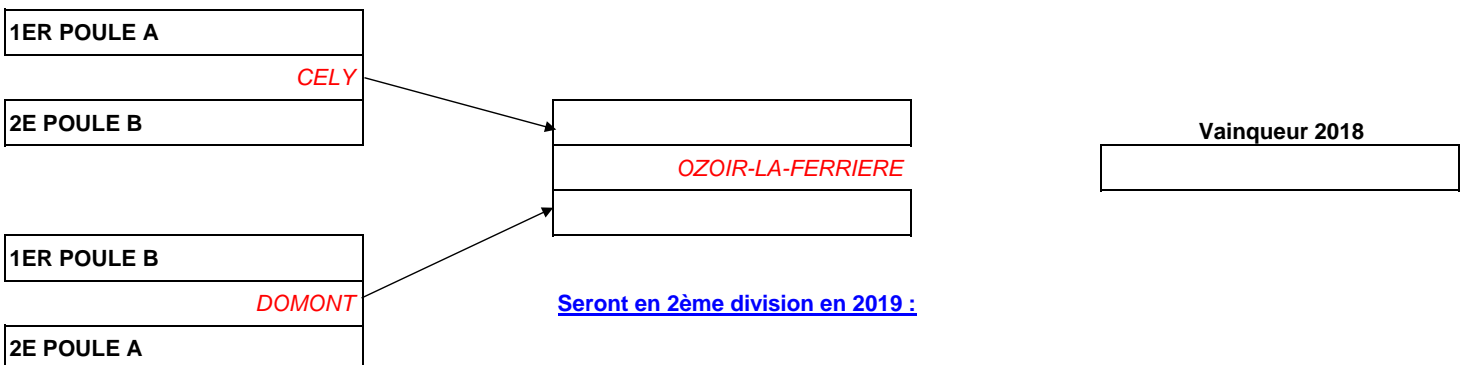 1ER POULE A
CELY
2E POULE B
Vainqueur 2018
OZOIR-LA-FERRIERE
1ER POULE B
DOMONT
Seront en 2ème division en 2019 :
2E POULE A